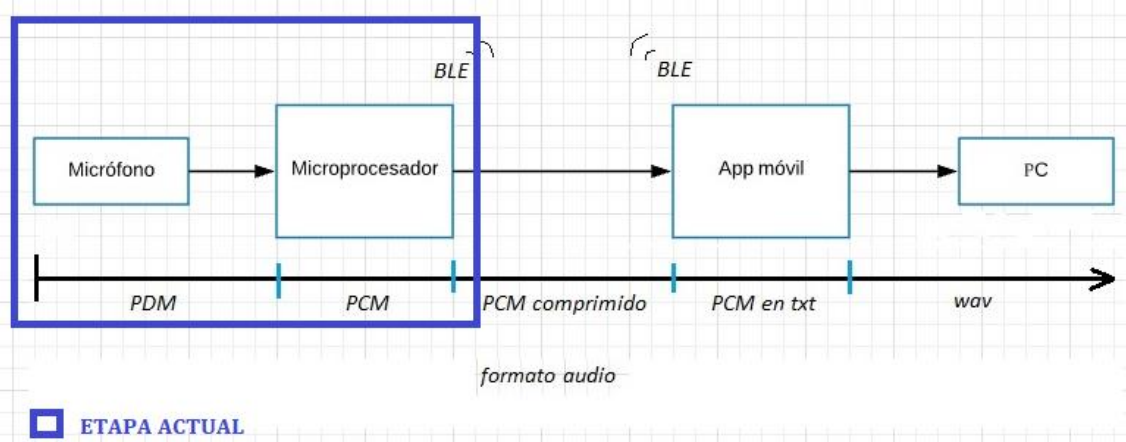 BLE
BLE
Micrófono
Microprocesador
App móvil
PC
PDM
PCM
PCM comprimido
PCM en txt
wav
formato audio
ETAPA ACTUAL